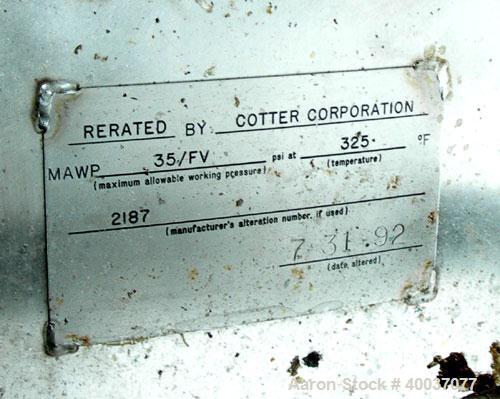 RERATED BY COTTER CORPORATION
MAWP 35/FV psi at 325 °F
(maximum allowable working pressure) (temperature)
2187
(manufacturer's alteration number, if used)
7 31 92
(date altered)
Aaron-Stock # 40037077